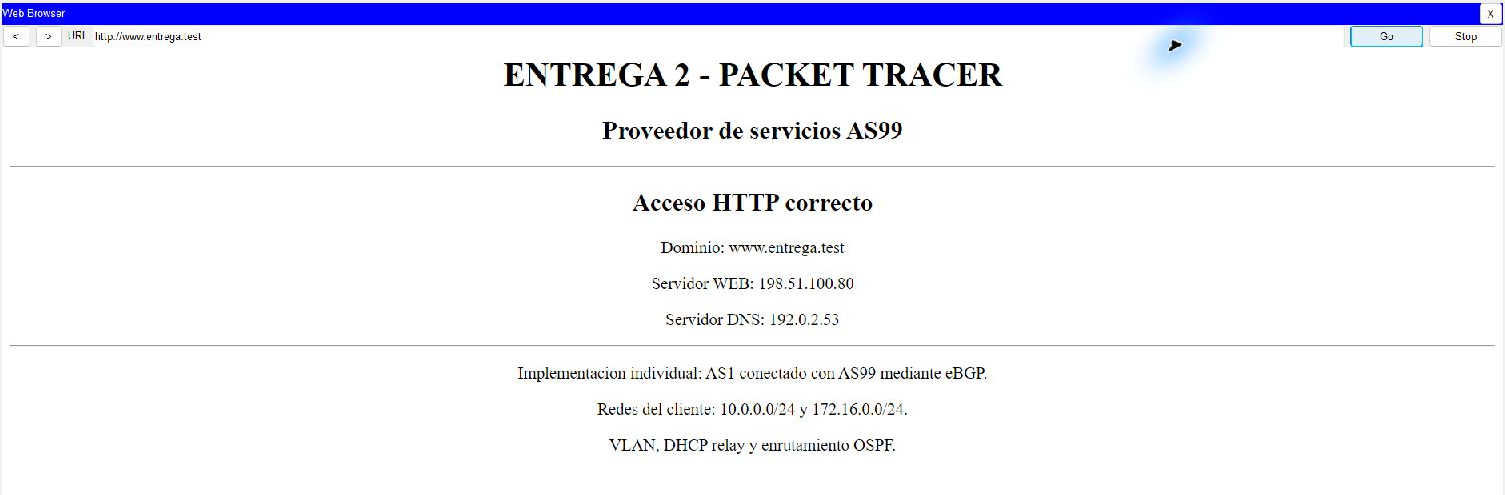 Web Browser
X
< > URL http://www.entrega.test Go Stop
ENTREGA 2 - PACKET TRACER
Proveedor de servicios AS99
Acceso HTTP correcto
Dominio: www.entrega.test
Servidor WEB: 198.51.100.80
Servidor DNS: 192.0.2.53
Implementacion individual: AS1 conectado con AS99 mediante eBGP.
Redes del cliente: 10.0.0.0/24 y 172.16.0.0/24.
VLAN, DHCP relay y enrutamiento OSPF.